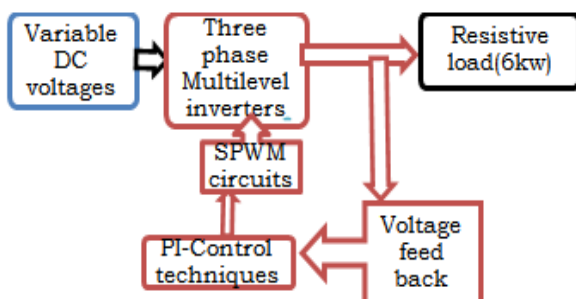 Variable
DC
voltages
Three
phase
Multilevel
inverters
Resistive
load(6kw)
SPWM
circuits
PI-Control
techniques
Voltage
feed
back